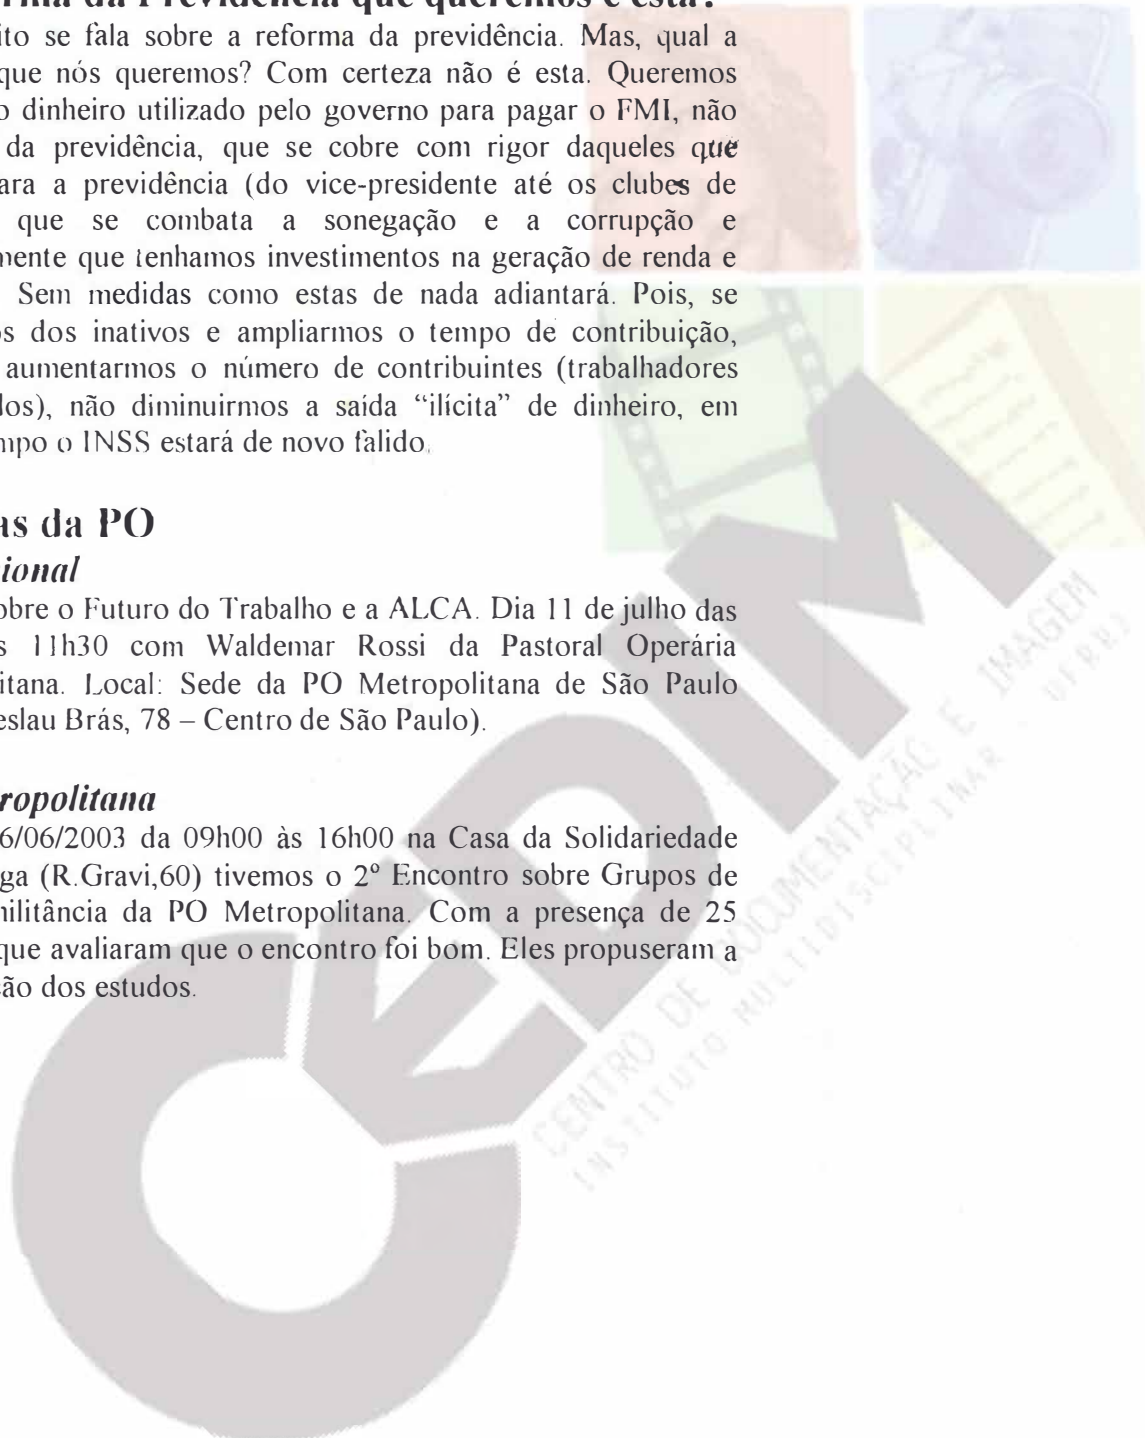 rma da Previdência que queremos é esta?
ito se fala sobre a reforma da previdência. Mas, qual a
que nós queremos? Com certeza não é esta. Queremos
o dinheiro utilizado pelo governo para pagar o FMI, não
da previdência, que se cobre com rigor daqueles que
ara a previdência (do vice-presidente até os clubes de
que se combata a sonegação e a corrupção e
mente que tenhamos investimentos na geração de renda e
Sem medidas como estas de nada adiantará. Pois, se
os dos inativos e ampliarmos o tempo de contribuição,
aumentarmos o número de contribuintes (trabalhadores
dos), não diminuirmos a saída “ilícita” de dinheiro, em
mpo o INSS estará de novo falido.
as da PO
ional
obre o Futuro do Trabalho e a ALCA. Dia 11 de julho das
s 11h30 com Waldemar Rossi da Pastoral Operária
itana. Local: Sede da PO Metropolitana de São Paulo
eslau Brás, 78 – Centro de São Paulo).
ropolitana
6/06/2003 da 09h00 às 16h00 na Casa da Solidariedade
ga (R.Gravi,60) tivemos o 2º Encontro sobre Grupos de
militância da PO Metropolitana. Com a presença de 25
que avaliaram que o encontro foi bom. Eles propuseram a
ção dos estudos.
CEDIM
CENTRO DE DOCUMENTAÇÃO E IMAGEM
INSTITUTO MULTIDISCIPLINAR - UFRRJ